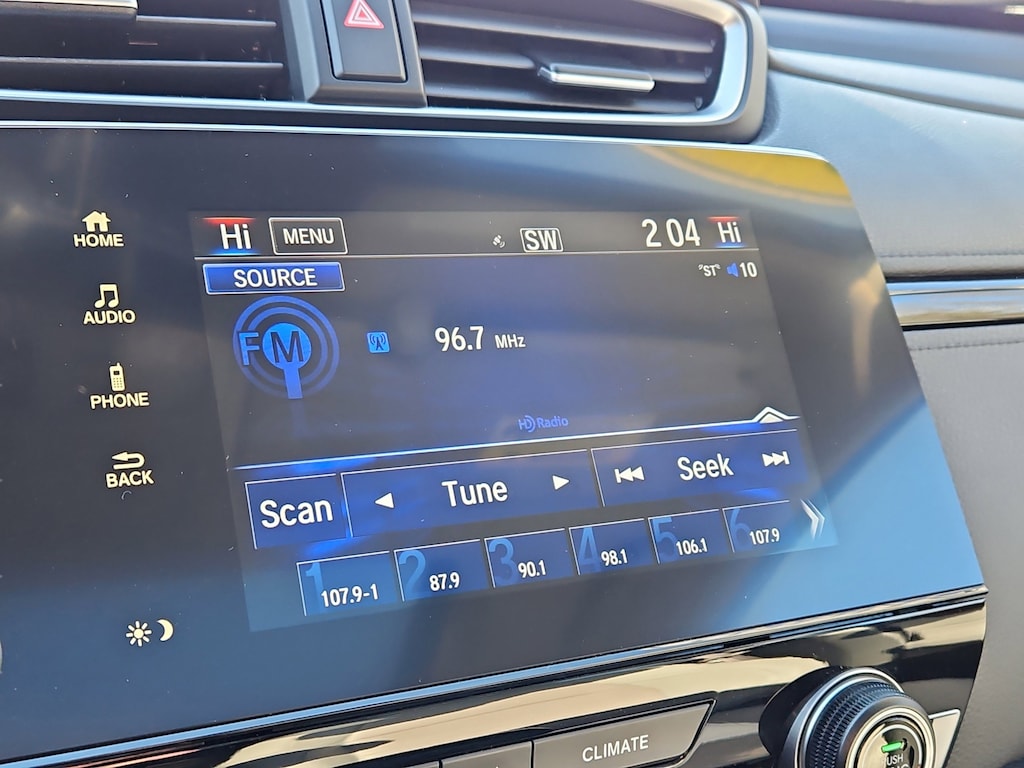 Hi MENU SW 2 04 Hi
SOURCE ST 10
HOME
FM 96.7 MHz
AUDIO
HD Radio
PHONE
BACK
Scan Tune Seek
1 107.9-1 2 87.9 3 90.1 4 98.1 5 106.1 6 107.9
CLIMATE
PUSH